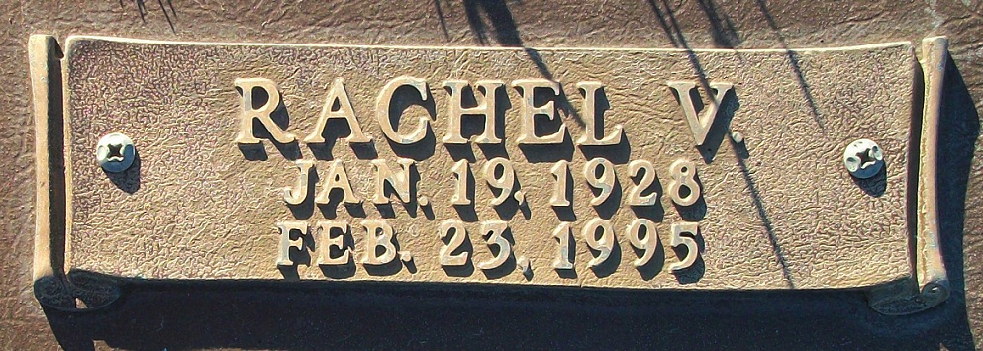 RACHEL V.
JAN. 19, 1928
FEB. 23, 1995